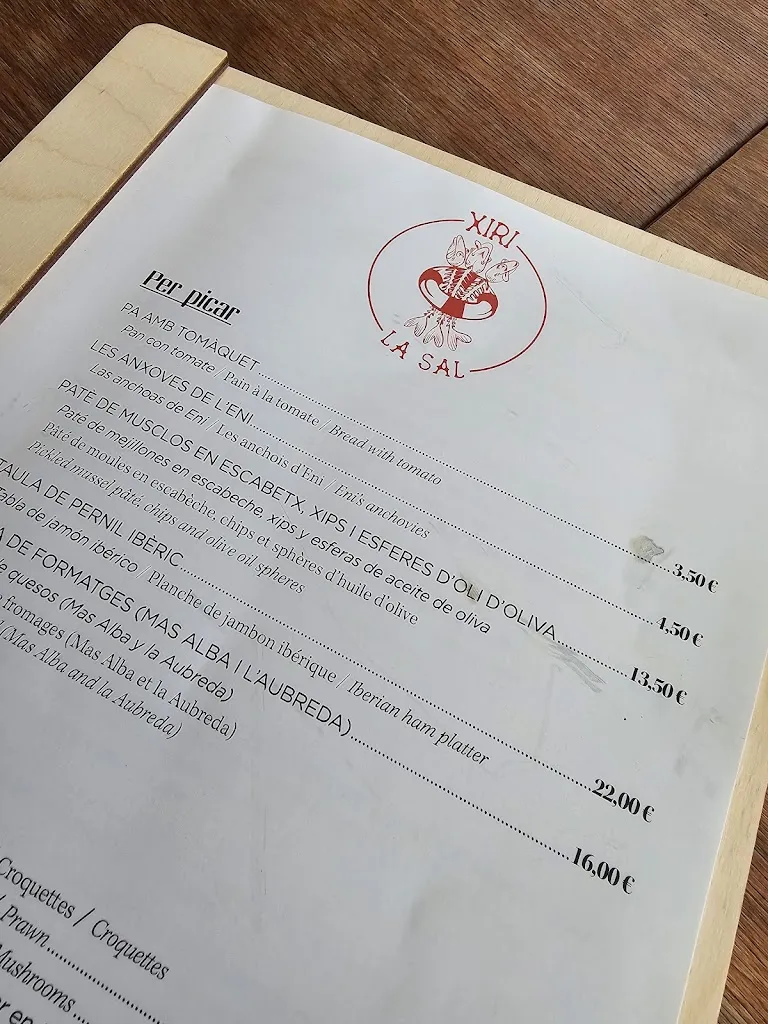 XIRI
LA SAL
Per picar
PA AMB TOMÀQUET ........ 3,50 €
Pan con tomate / Pain à la tomate / Bread with tomato
LES ANXOVES DE L'ENI ........ 4,50 €
Las anchoas de Eni / Les anchois d'Eni / Eni's anchovies
PATÉ DE MUSCLOS EN ESCABETX, XIPS I ESFERES D'OLI D'OLIVA ........ 13,50 €
Paté de mejillones en escabeche, xips y esferas de aceite de oliva
Pâté de moules en escabèche, chips et sphères d'huile d'olive
Pickled mussel pâté, chips and olive oil spheres
TAULA DE PERNIL IBÈRIC ........ 22,00 €
Tabla de jamón ibérico / Planche de jambon ibérique / Iberian ham platter
DE FORMATGES (MAS ALBA I L'AUBREDA) ........ 16,00 €
quesos (Mas Alba y la Aubreda)
fromages (Mas Alba et la Aubreda)
(Mas Alba and la Aubreda)
Croquettes / Croquettes
/ Prawn
Mushrooms